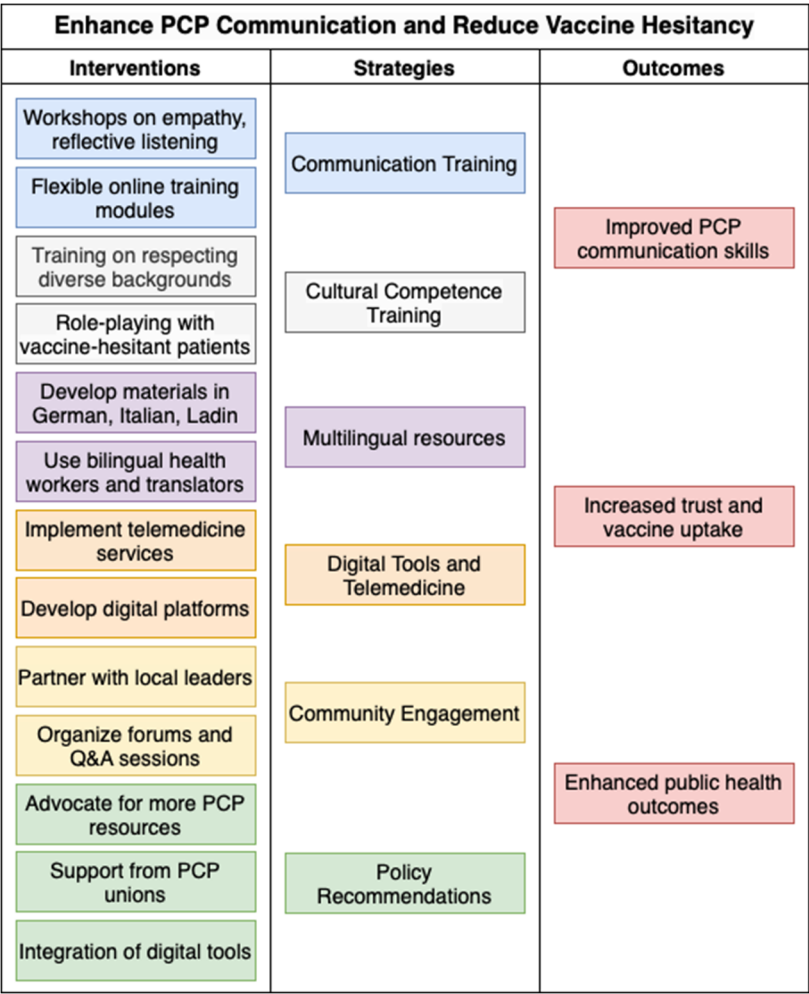 Enhance PCP Communication and Reduce Vaccine Hesitancy
Interventions
Strategies
Outcomes
Workshops on empathy,
reflective listening
Flexible online training
modules
Training on respecting
diverse backgrounds
Role-playing with
vaccine-hesitant patients
Develop materials in
German, Italian, Ladin
Use bilingual health
workers and translators
Implement telemedicine
services
Develop digital platforms
Partner with local leaders
Organize forums and
Q&A sessions
Advocate for more PCP
resources
Support from PCP
unions
Integration of digital tools
Communication Training
Cultural Competence
Training
Multilingual resources
Digital Tools and
Telemedicine
Community Engagement
Policy
Recommendations
Improved PCP
communication skills
Increased trust and
vaccine uptake
Enhanced public health
outcomes